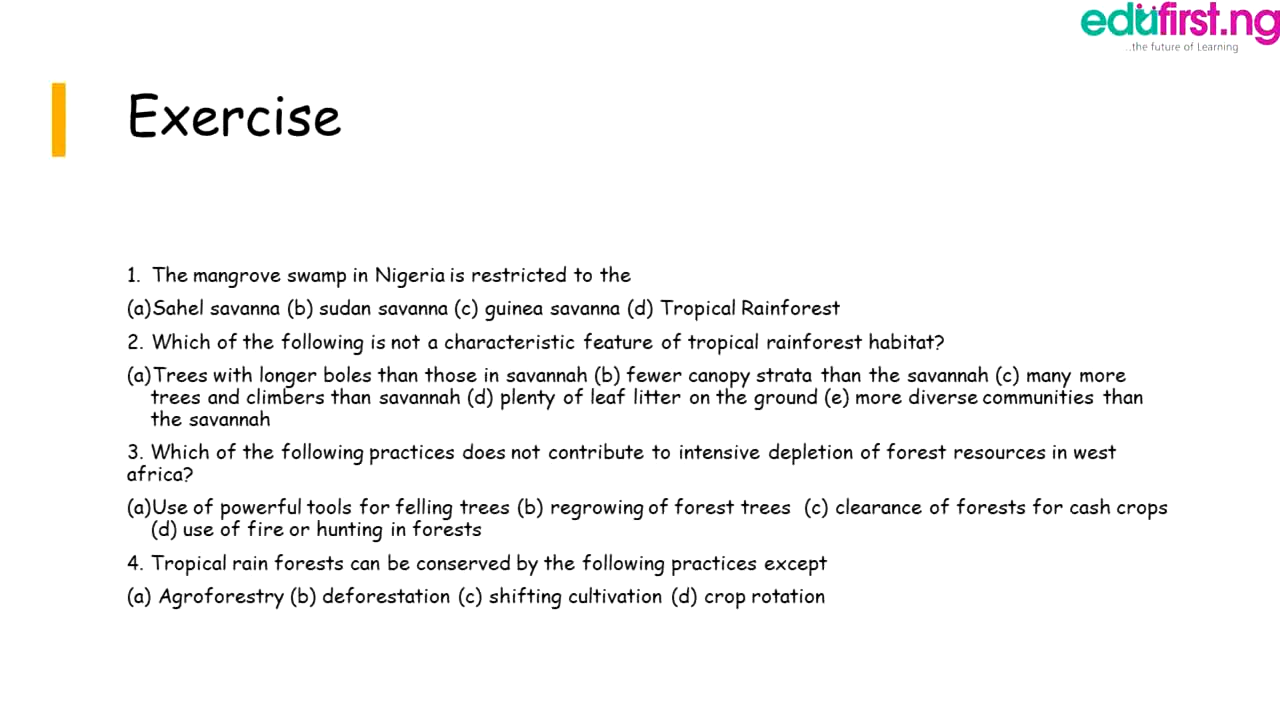 edufirst.ng
..the future of Learning
Exercise
1. The mangrove swamp in Nigeria is restricted to the
(a)Sahel savanna (b) sudan savanna (c) guinea savanna (d) Tropical Rainforest
2. Which of the following is not a characteristic feature of tropical rainforest habitat?
(a)Trees with longer boles than those in savannah (b) fewer canopy strata than the savannah (c) many more
trees and climbers than savannah (d) plenty of leaf litter on the ground (e) more diverse communities than
the savannah
3. Which of the following practices does not contribute to intensive depletion of forest resources in west
africa?
(a)Use of powerful tools for felling trees (b) regrowing of forest trees (c) clearance of forests for cash crops
(d) use of fire or hunting in forests
4. Tropical rain forests can be conserved by the following practices except
(a) Agroforestry (b) deforestation (c) shifting cultivation (d) crop rotation